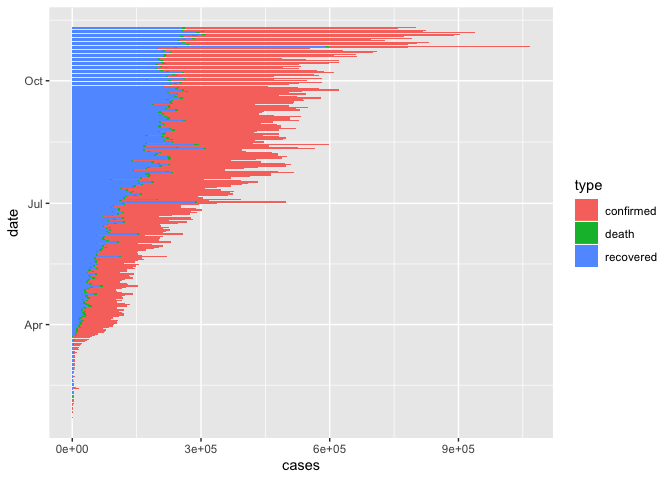 Oct
Jul
Apr
date
0e+00 3e+05 6e+05 9e+05
cases
type
confirmed
death
recovered